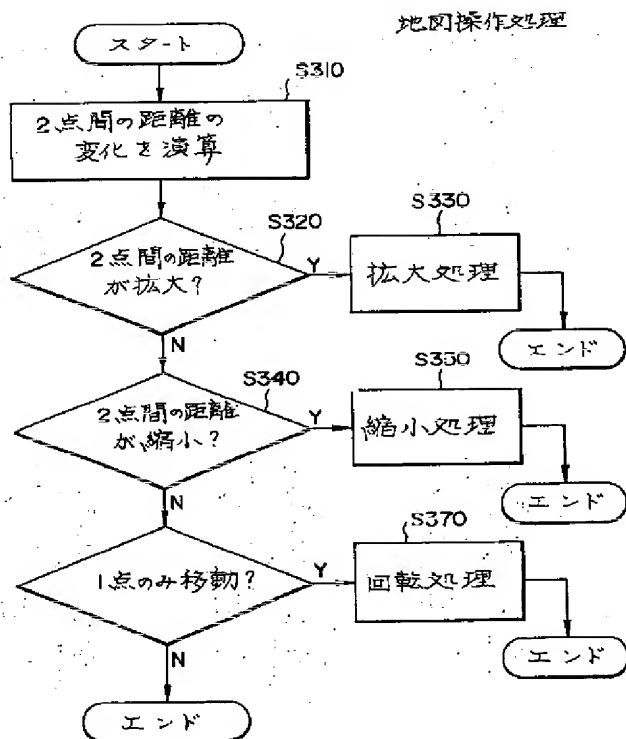 地図操作処理
スタート
S310
2点間の距離の
変化を演算
S320
2点間の距離
が拡大?
Y
S330
拡大処理
エンド
N
S340
2点間の距離
が縮小?
Y
S350
縮小処理
エンド
N
1点のみ移動?
Y
S370
回転処理
エンド
N
エンド